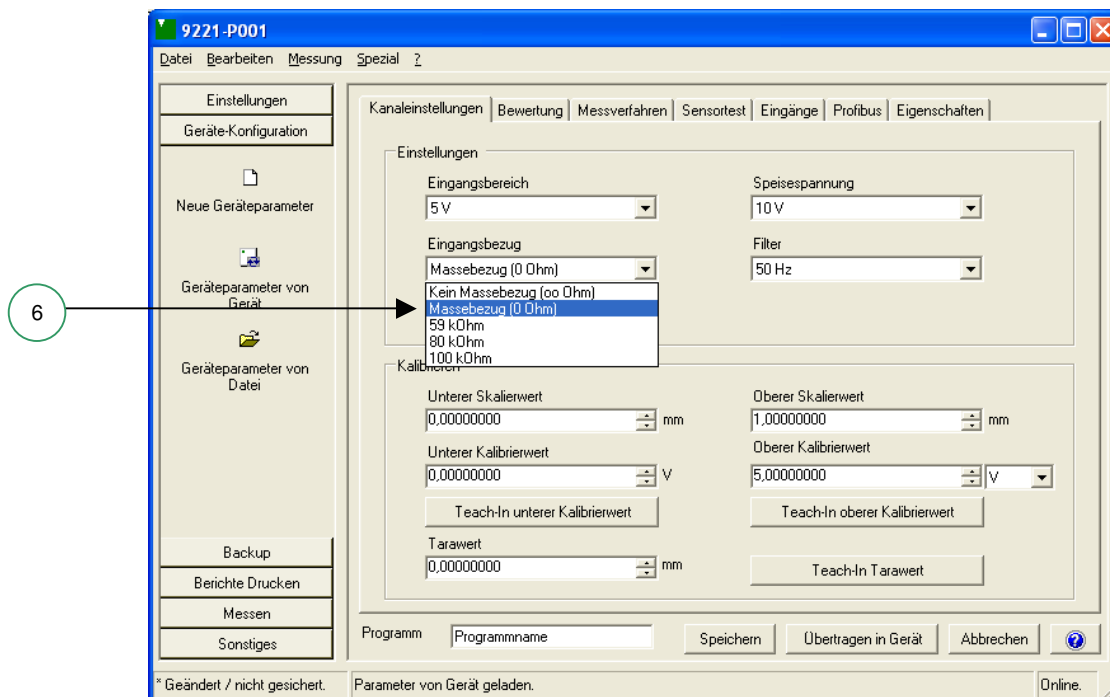 9221-P001
Datei Bearbeiten Messung Spezial ?
Einstellungen
Geräte-Konfiguration
Neue Geräteparameter
Geräteparameter von
Gerät
Geräteparameter von
Datei
Backup
Berichte Drucken
Messen
Sonstiges
6
Kanaleinstellungen Bewertung Messverfahren Sensortest Eingänge Profibus Eigenschaften
Einstellungen
Eingangsbereich Speisespannung
5 V 10 V
Eingangsbezug Filter
Massebezug (0 Ohm) 50 Hz
Kein Massebezug (oo Ohm)
Massebezug (0 Ohm)
59 kOhm
80 kOhm
100 kOhm
Kalibrieren
Unterer Skalierwert Oberer Skalierwert
0,00000000 mm 1,00000000 mm
Unterer Kalibrierwert Oberer Kalibrierwert
0,00000000 V 5,00000000 V
Teach-In unterer Kalibrierwert Teach-In oberer Kalibrierwert
Tarawert
0,00000000 mm Teach-In Tarawert
Programm Programmname Speichern Übertragen in Gerät Abbrechen ?
* Geändert / nicht gesichert. Parameter von Gerät geladen. Online.